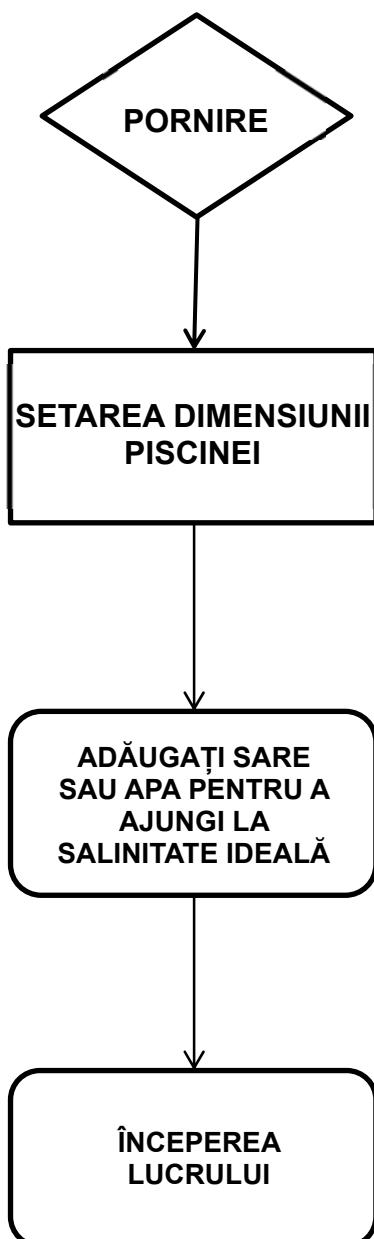 PORNIRE
SETAREA DIMENSIUNII
PISCINEI
ADĂUGAȚI SARE
SAU APA PENTRU A
AJUNGI LA
SALINITATE IDEALĂ
ÎNCEPEREA
LUCRULUI